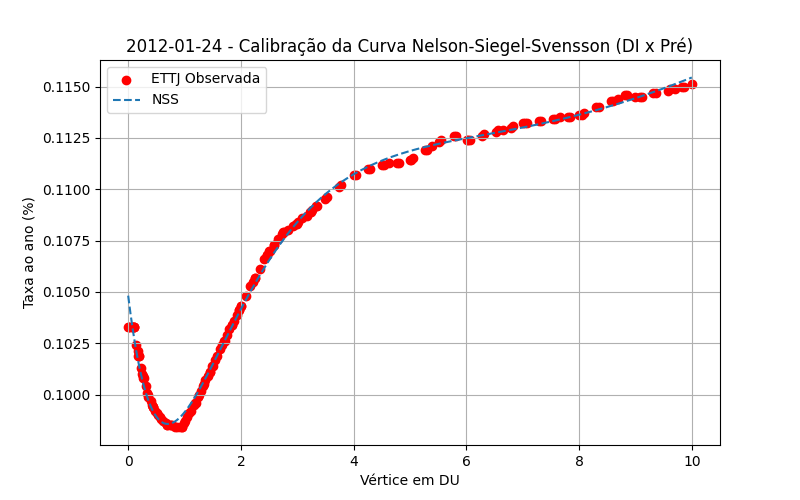 2012-01-24 - Calibração da Curva Nelson-Siegel-Svensson (DI x Pré)
ETTJ Observada
NSS
Taxa ao ano (%)
0.1150
0.1125
0.1100
0.1075
0.1050
0.1025
0.1000
0 2 4 6 8 10
Vértice em DU